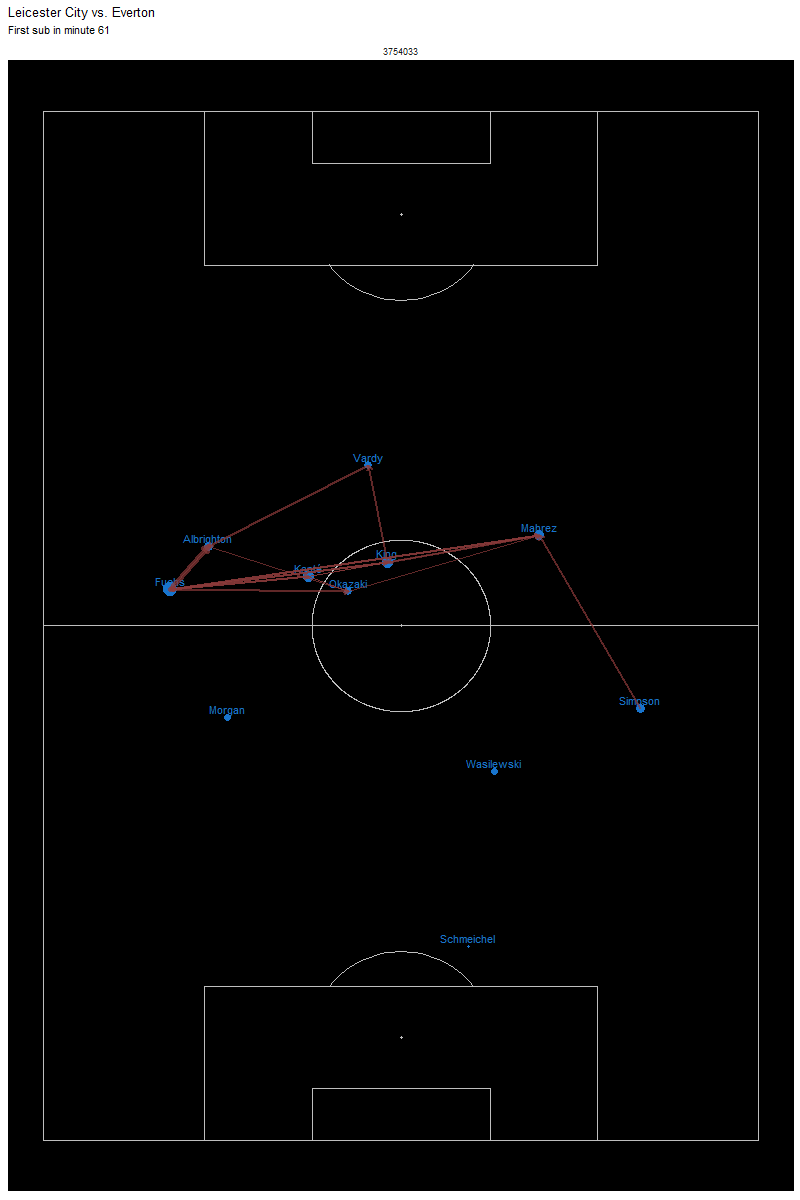 Leicester City vs. Everton
First sub in minute 61
3754033
Vardy
Mahrez
Albrighton
King
Kanté
Fuchs
Okazaki
Simpson
Morgan
Wasilewski
Schmeichel